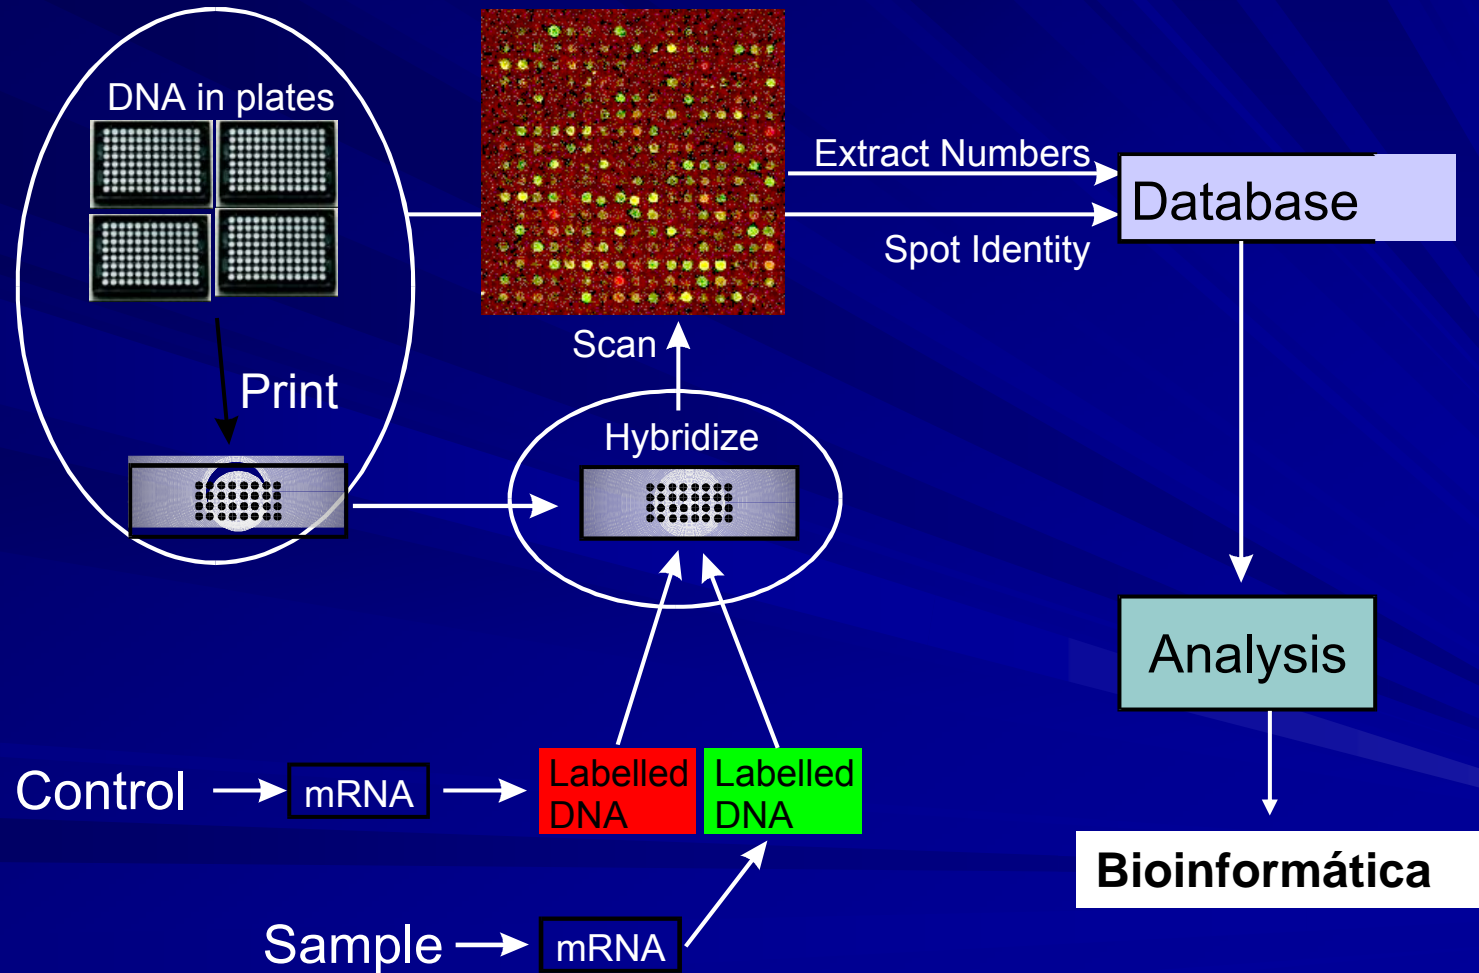 DNA in plates
Print
Extract Numbers
Spot Identity
Database
Scan
Hybridize
Analysis
Control
mRNA
Labelled
DNA
Labelled
DNA
Sample
mRNA
Bioinformática